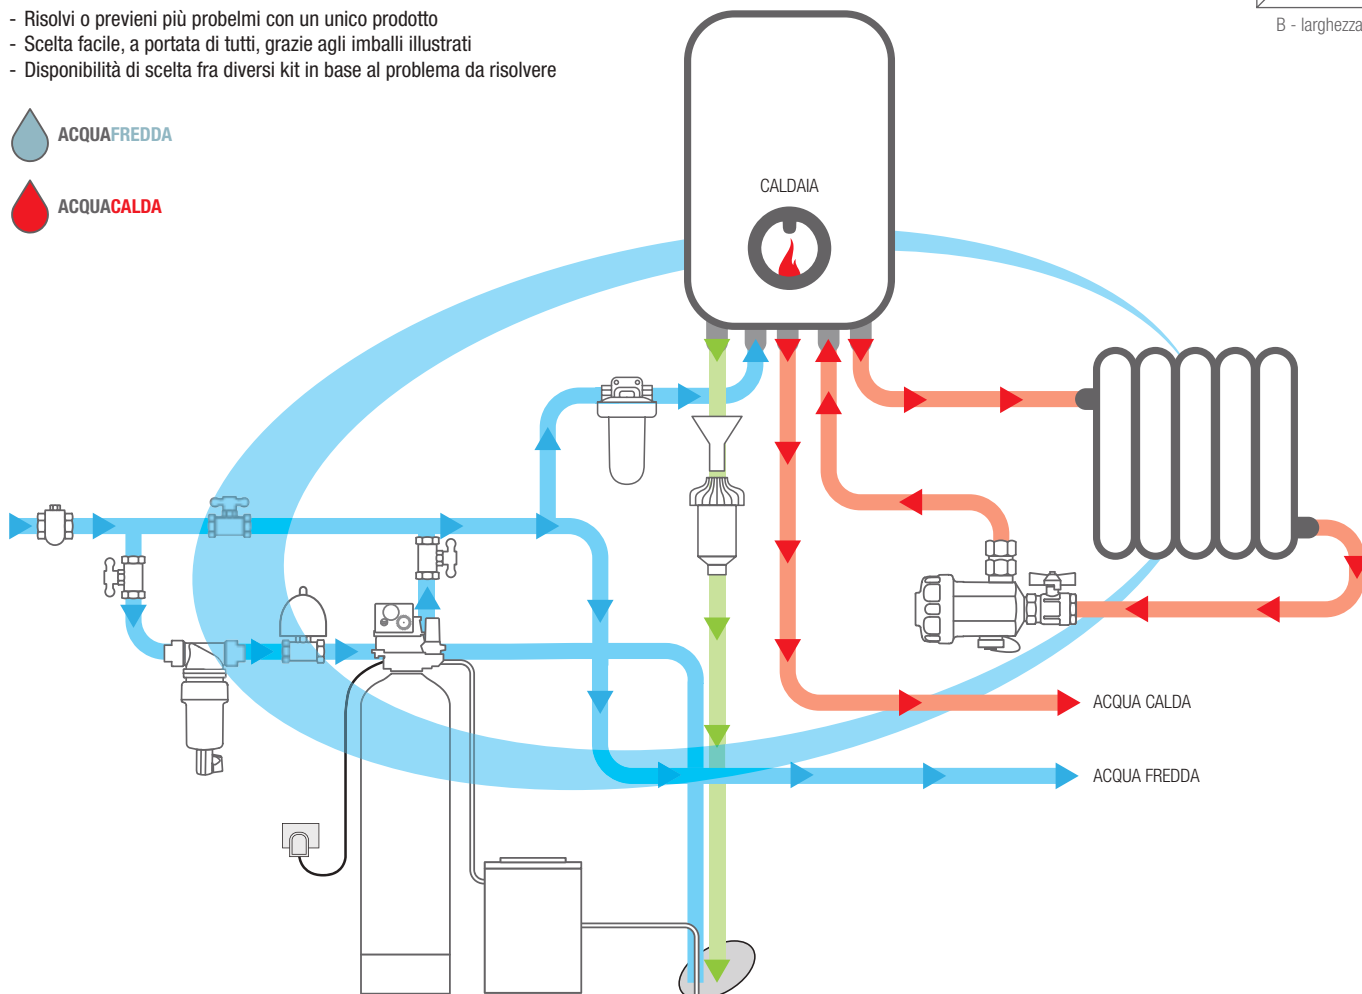 - Risolvi o previeni più probelmi con un unico prodotto
- Scelta facile, a portata di tutti, grazie agli imballi illustrati
- Disponibilità di scelta fra diversi kit in base al problema da risolvere
B - larghezza
ACQUAFREDDA
ACQUACALDA
CALDAIA
ACQUA CALDA
ACQUA FREDDA